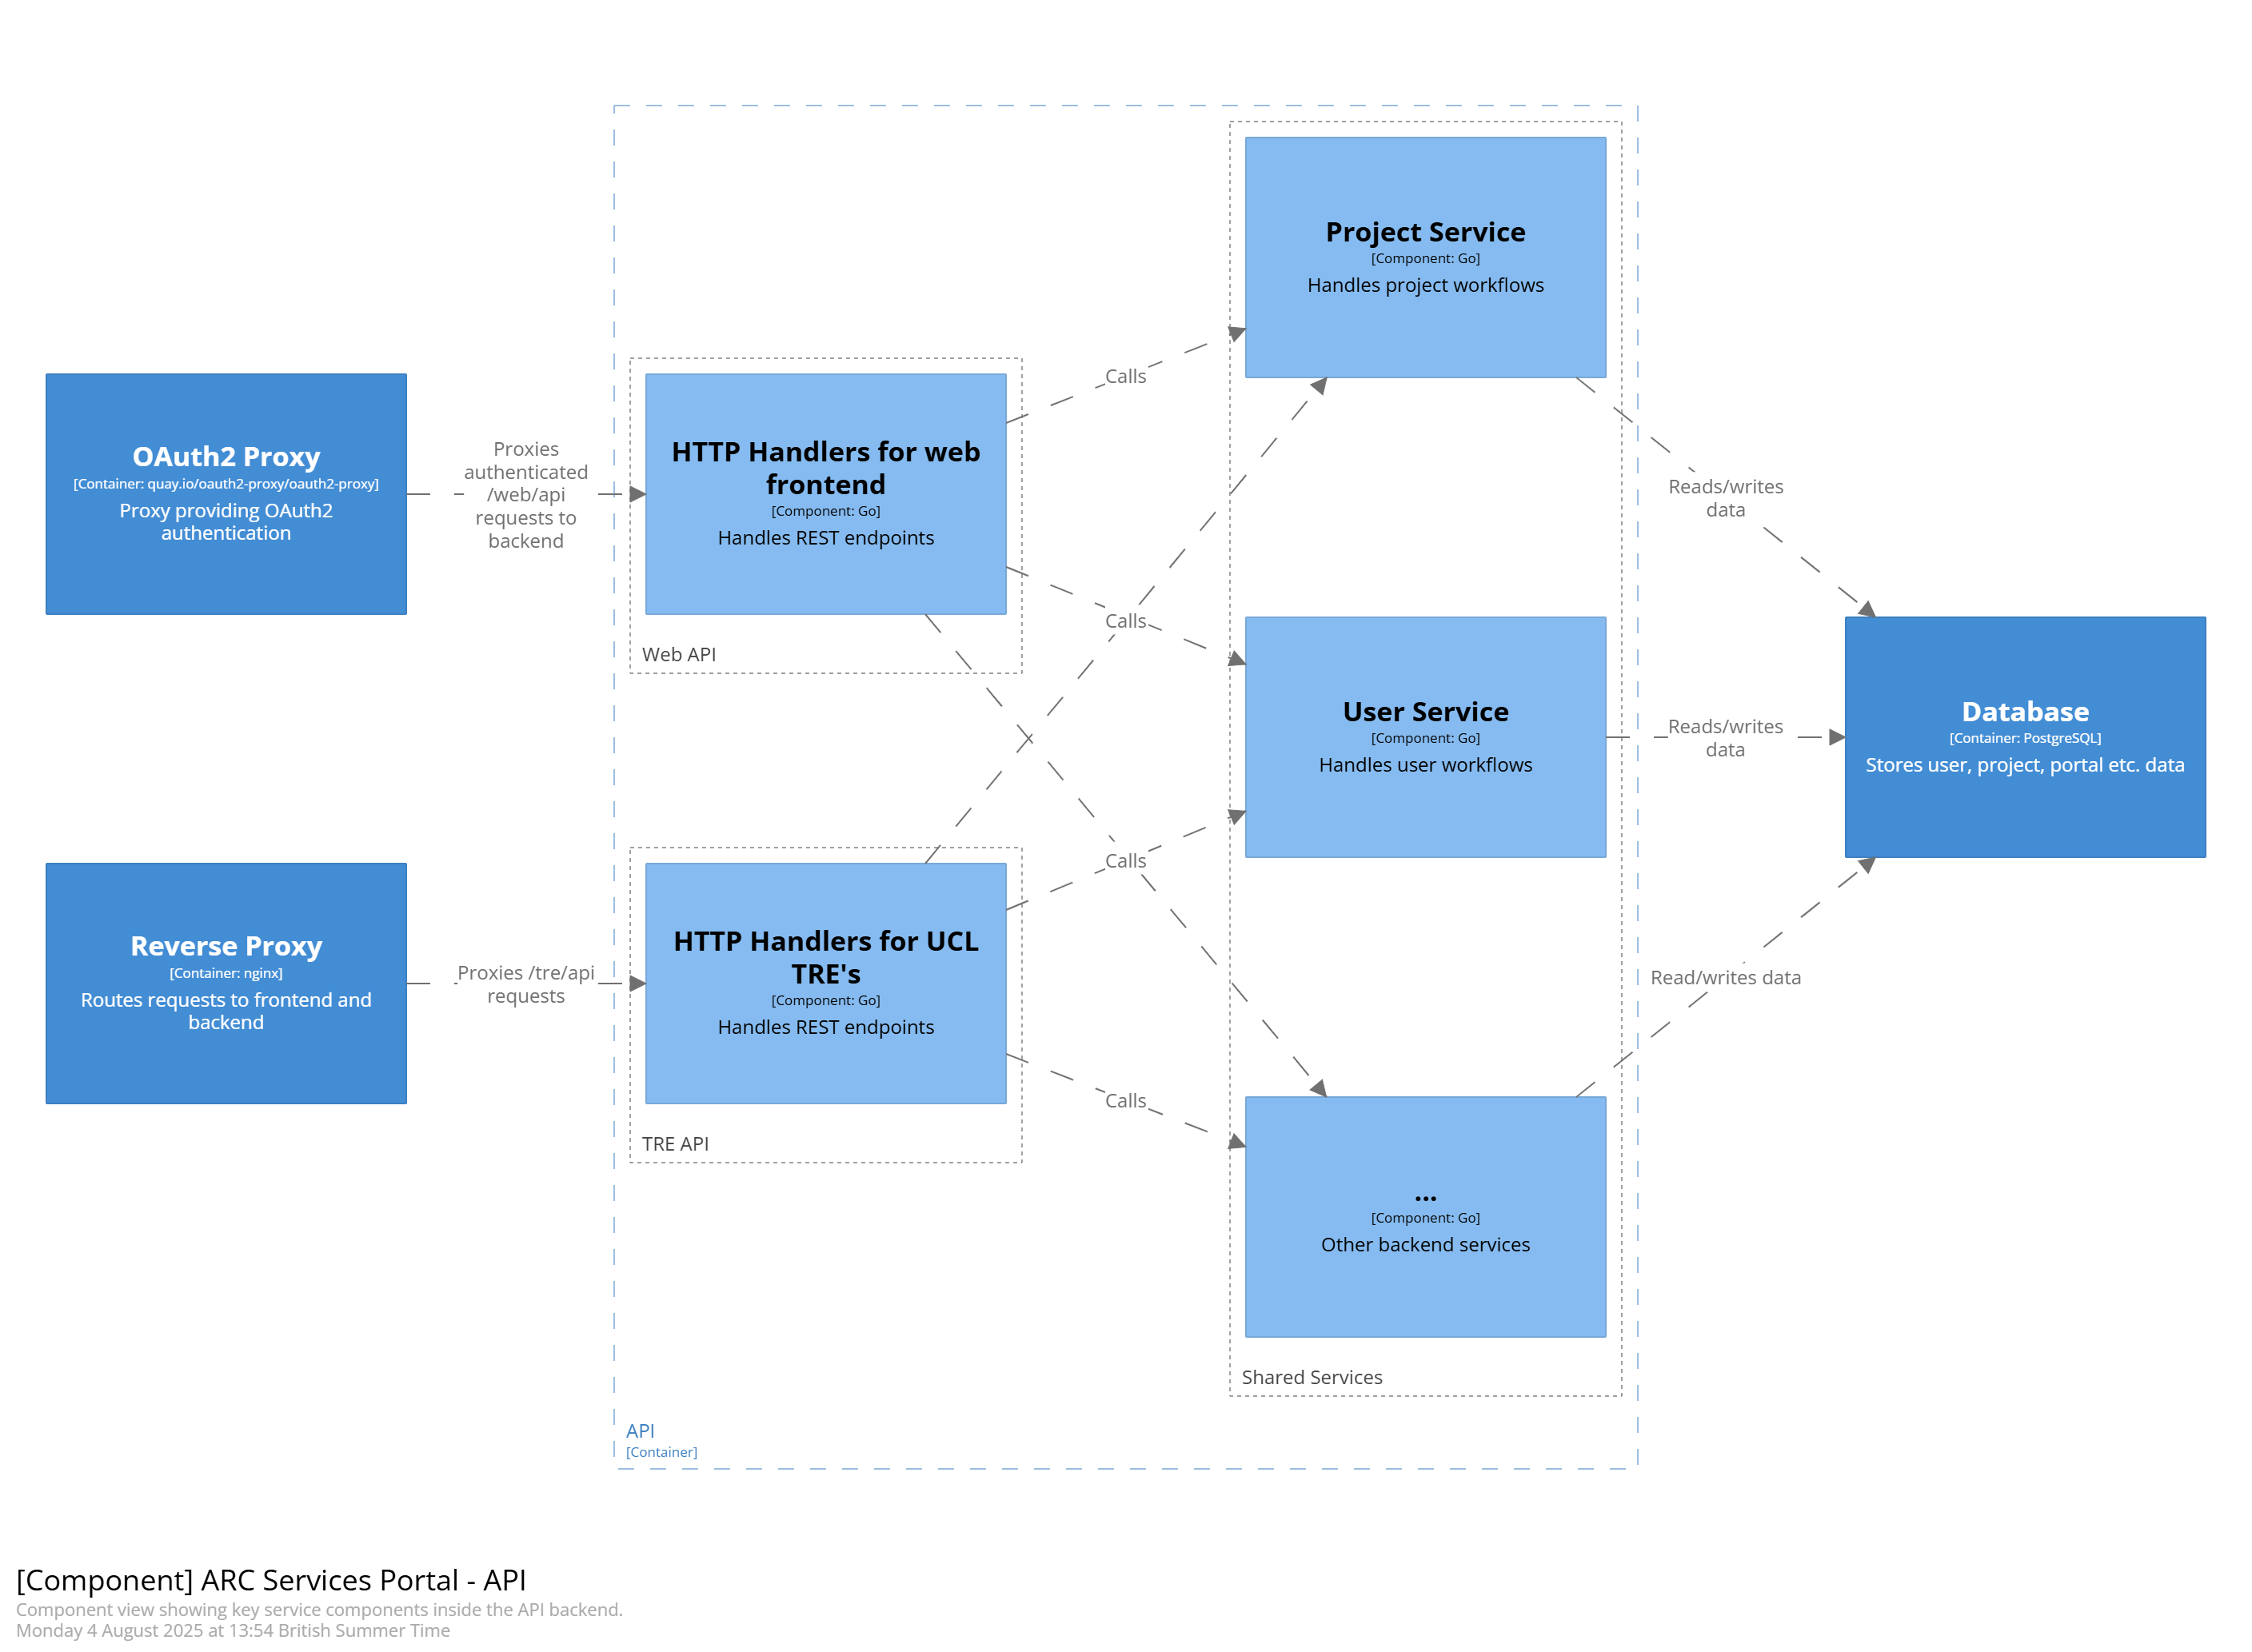 Project Service
[Component: Go]
Handles project workflows
Calls
OAuth2 Proxy
[Container: quay.io/oauth2-proxy/oauth2-proxy]
Proxy providing OAuth2
authentication
Proxies
authenticated
/web/api
requests to
backend
HTTP Handlers for web
frontend
[Component: Go]
Handles REST endpoints
Web API
Calls
Reads/writes
data
User Service
[Component: Go]
Handles user workflows
Reads/writes
data
Database
[Container: PostgreSQL]
Stores user, project, portal etc. data
Calls
Reverse Proxy
[Container: nginx]
Routes requests to frontend and
backend
Proxies /tre/api
requests
HTTP Handlers for UCL
TRE's
[Component: Go]
Handles REST endpoints
TRE API
Calls
Read/writes data
...
[Component: Go]
Other backend services
Shared Services
API
[Container]
[Component] ARC Services Portal - API
Component view showing key service components inside the API backend.
Monday 4 August 2025 at 13:54 British Summer Time